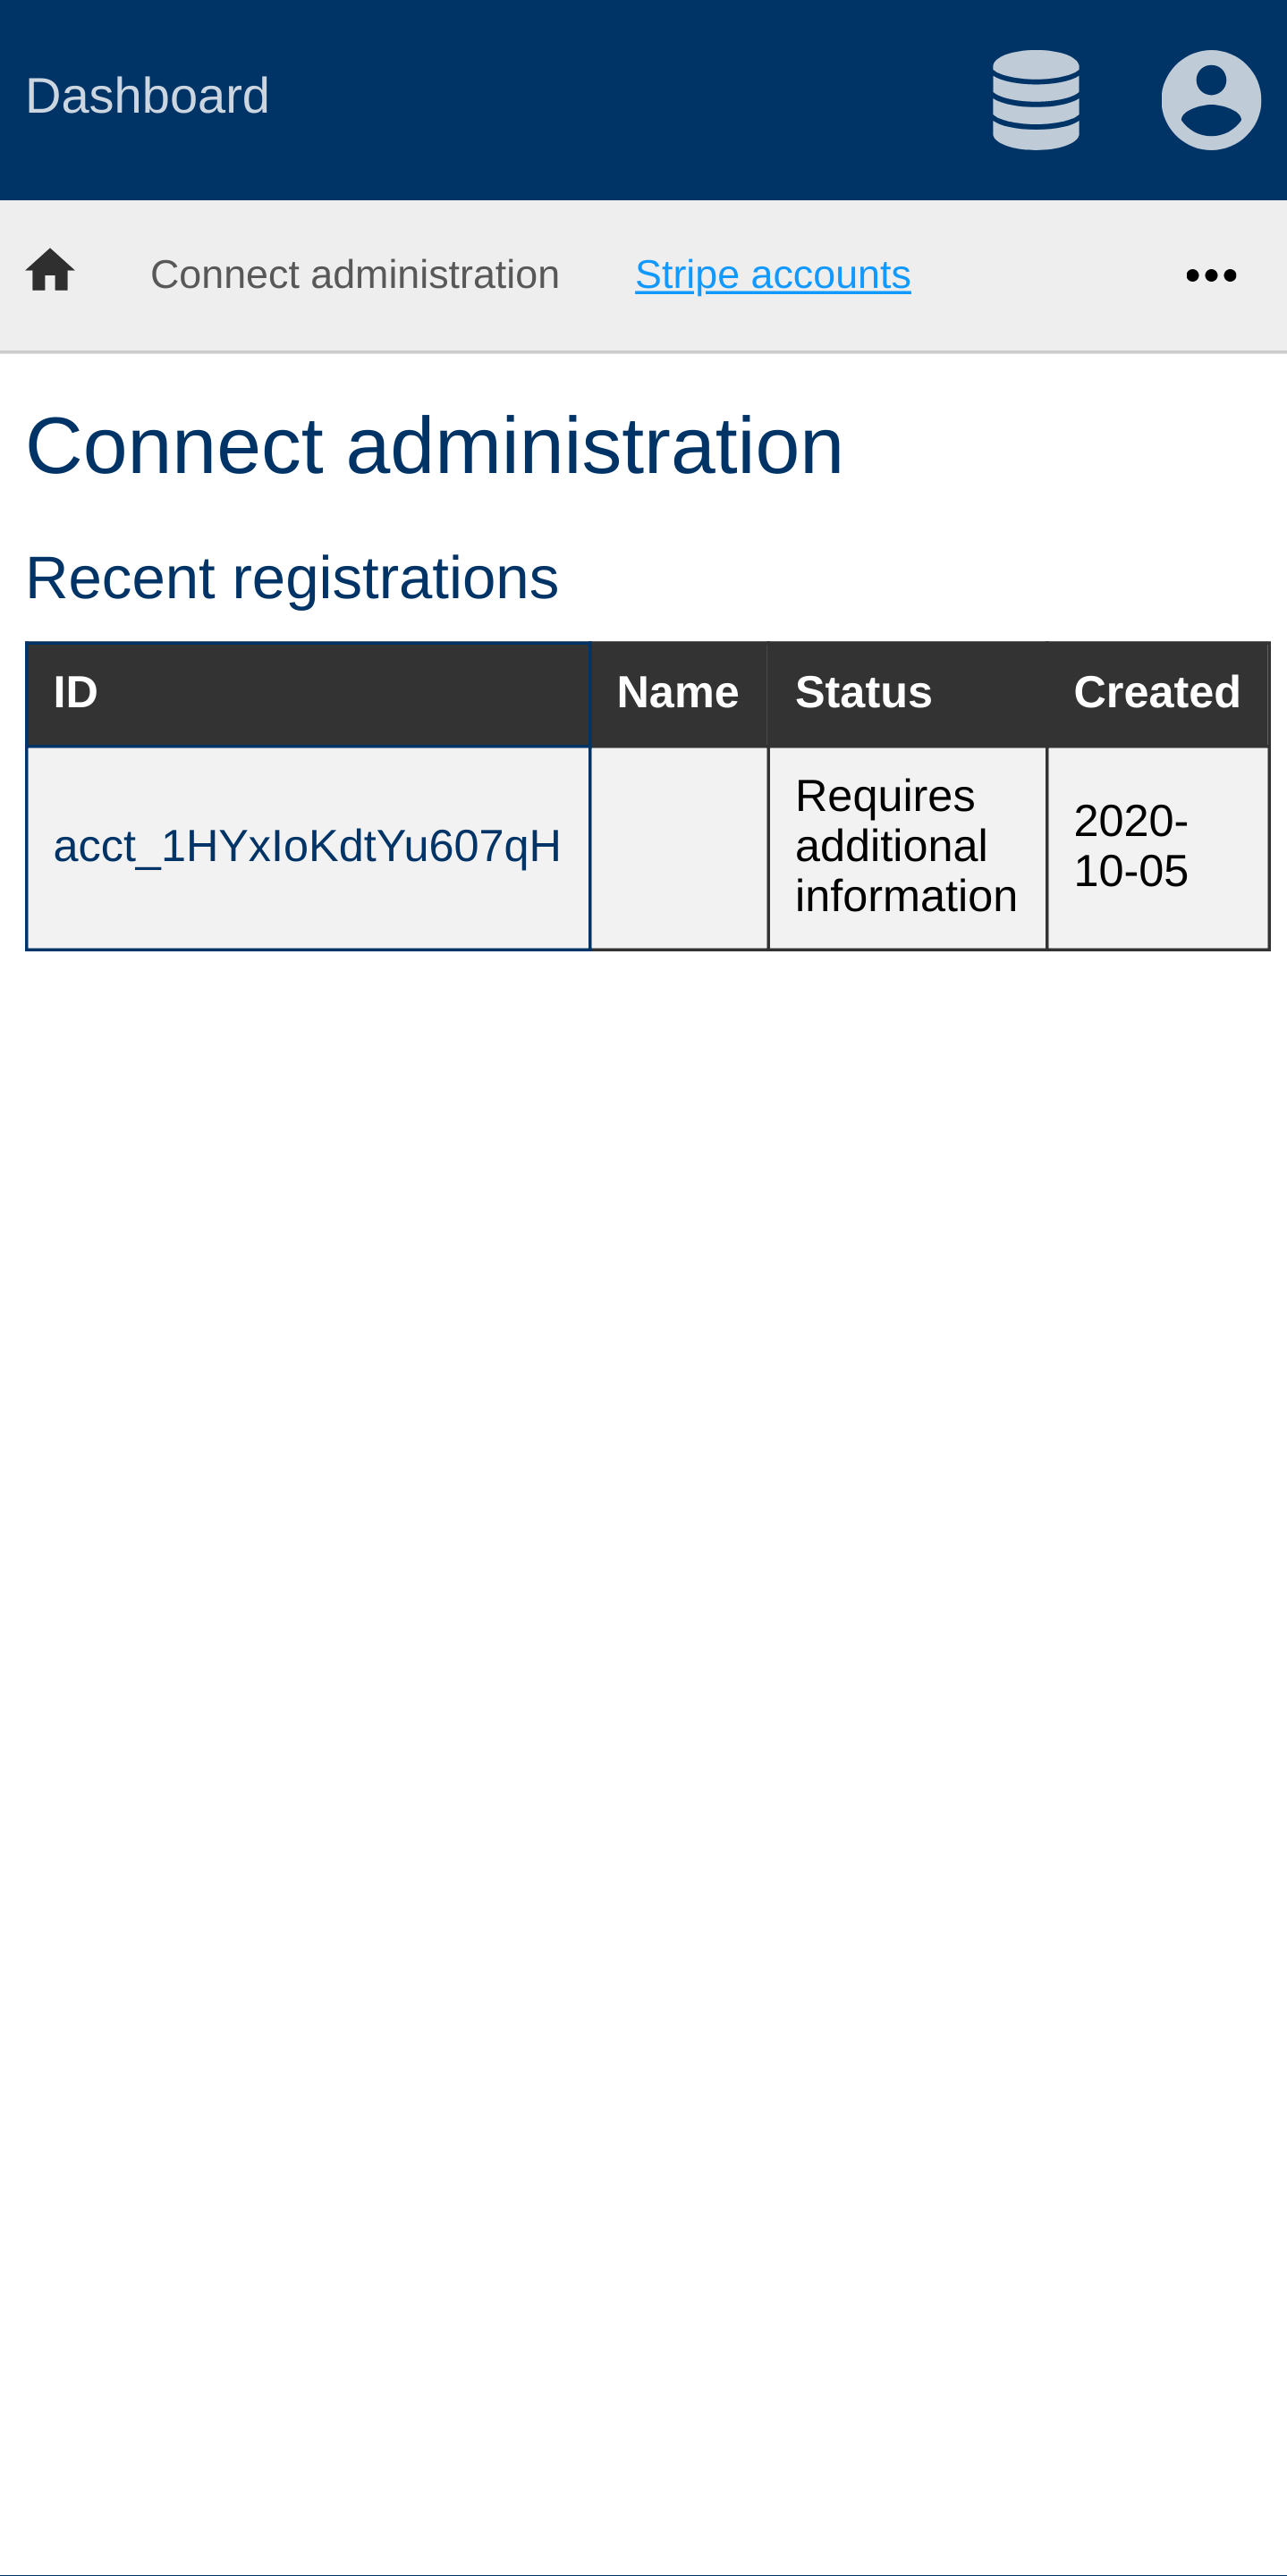 Dashboard
Connect administration Stripe accounts
Connect administration
Recent registrations
ID Name Status Created
acct_1HYxIoKdtYu607qH
Requires
additional
information
2020-
10-05